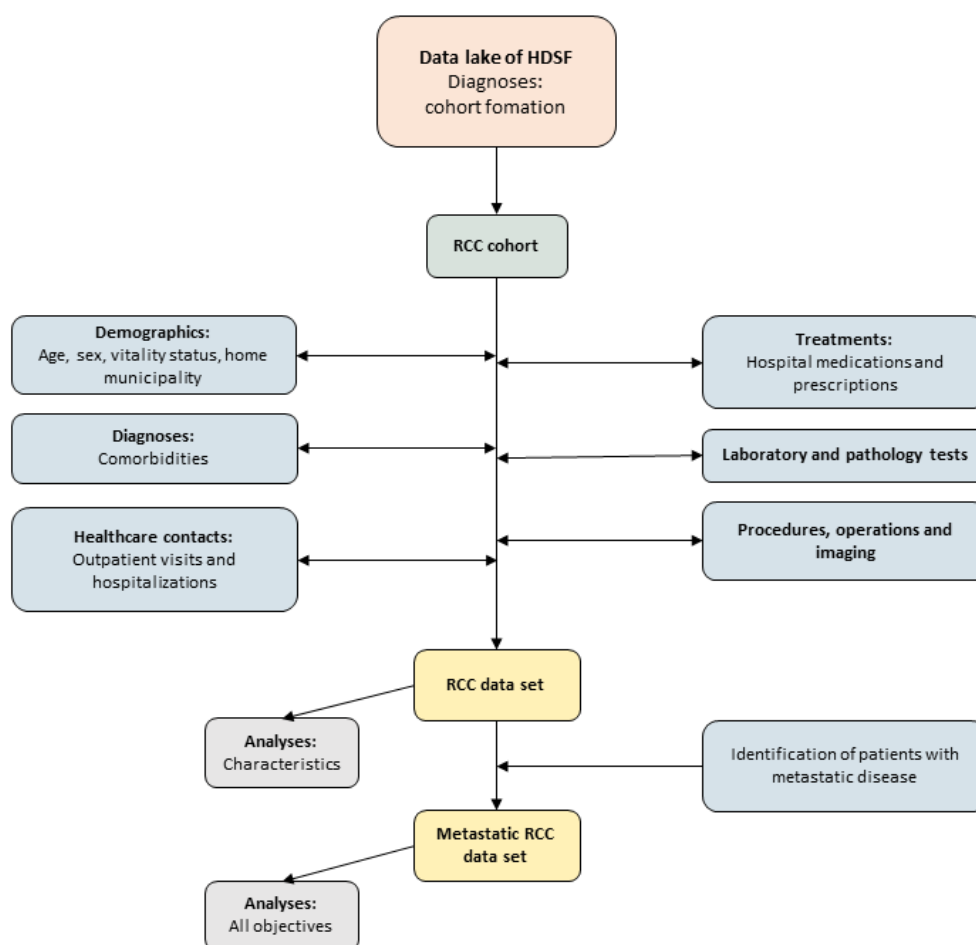 Data lake of HDSF
Diagnoses:
cohort fomation
RCC cohort
Demographics:
Age, sex, vitality status, home
municipality
Treatments:
Hospital medications and
prescriptions
Diagnoses:
Comorbidities
Laboratory and pathology tests
Healthcare contacts:
Outpatient visits and
hospitalizations
Procedures, operations and
imaging
RCC data set
Analyses:
Characteristics
Identification of patients with
metastatic disease
Metastatic RCC
data set
Analyses:
All objectives